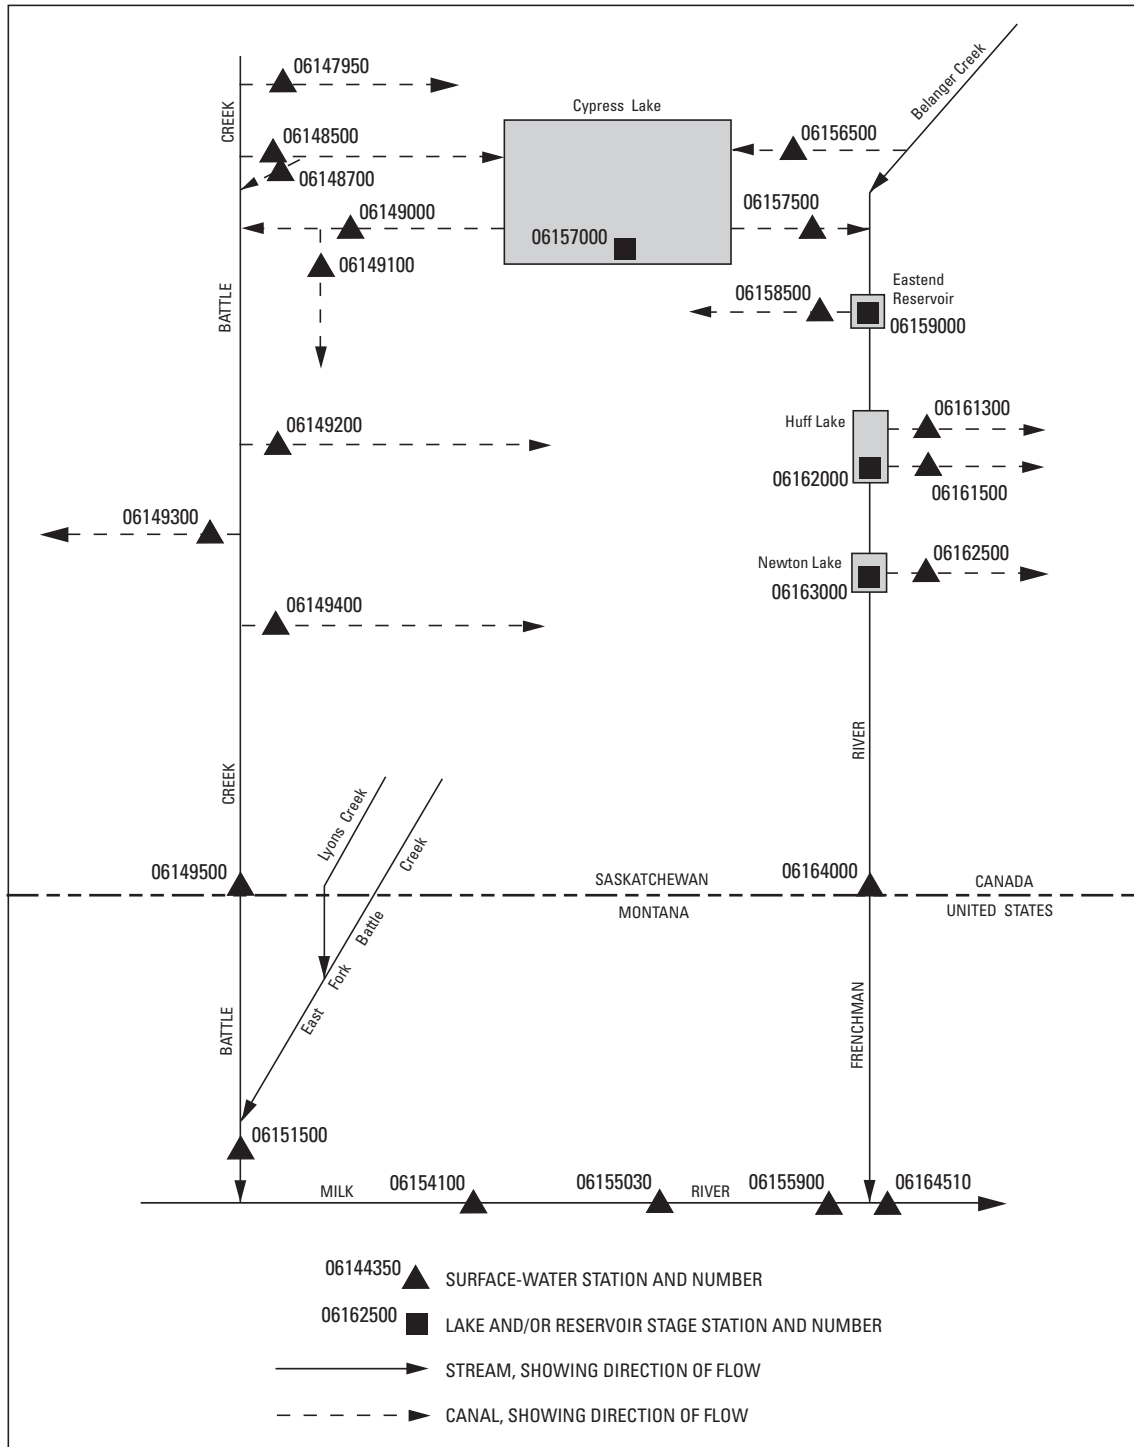 06147950
Belanger Creek
CREEK
Cypress Lake
06148500
06156500
06148700
06149000
06157500
06157000
06149100
BATTLE
06158500
Eastend
Reservoir
06159000
06149200
06161300
Huff Lake
06162000
06161500
06149300
06162500
Newton Lake
06163000
06149400
RIVER
CREEK
Lyons Creek
06149500
06164000
SASKATCHEWAN
CANADA
MONTANA
UNITED STATES
East Fork Battle Creek
BATTLE
FRENCHMAN
06151500
MILK
06154100
06155030
RIVER
06155900
06164510
06144350 SURFACE-WATER STATION AND NUMBER
06162500 LAKE AND/OR RESERVOIR STAGE STATION AND NUMBER
STREAM, SHOWING DIRECTION OF FLOW
CANAL, SHOWING DIRECTION OF FLOW